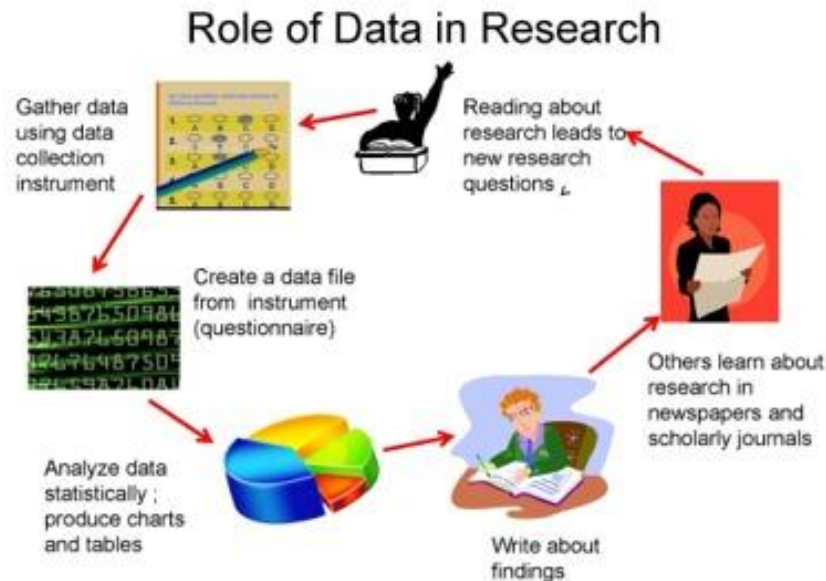 Role of Data in Research
Gather data
using data
collection
instrument
Create a data file
from instrument
(questionnaire)
Analyze data
statistically ;
produce charts
and tables
Write about
findings
Others learn about
research in
newspapers and
scholarly journals
Reading about
research leads to
new research
questions